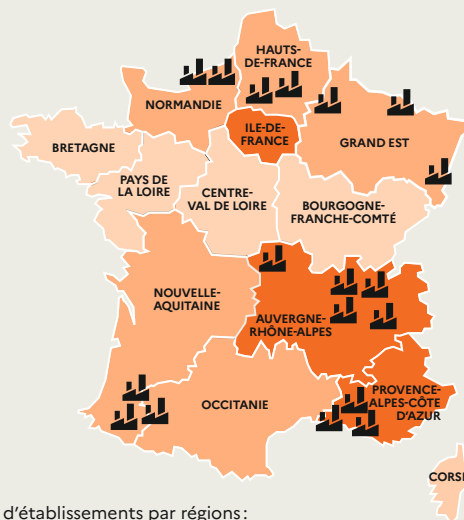 HAUTS-
DE-FRANCE
NORMANDIE
ILE-DE-
FRANCE
GRAND EST
BRETAGNE
PAYS DE
LA LOIRE
CENTRE-
VAL DE LOIRE
BOURGOGNE-
FRANCHE-COMTÉ
NOUVELLE-
AQUITAINE
AUVERGNE-
RHÔNE-ALPES
OCCITANIE
PROVENCE-
ALPES-CÔTE
D'AZUR
CORSE
d'établissements par régions :